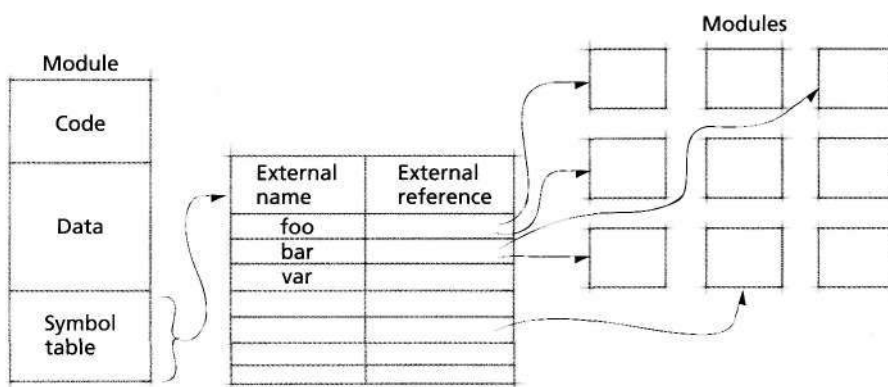 Module
Code
Data
Symbol
table
External
name
External
reference
foo
bar
var
Modules